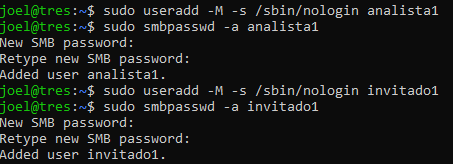 joel@tres:~$ sudo useradd -M -s /sbin/nologin analista1
joel@tres:~$ sudo smbpasswd -a analista1
New SMB password:
Retype new SMB password:
Added user analista1.
joel@tres:~$ sudo useradd -M -s /sbin/nologin invitado1
joel@tres:~$ sudo smbpasswd -a invitado1
New SMB password:
Retype new SMB password:
Added user invitado1.